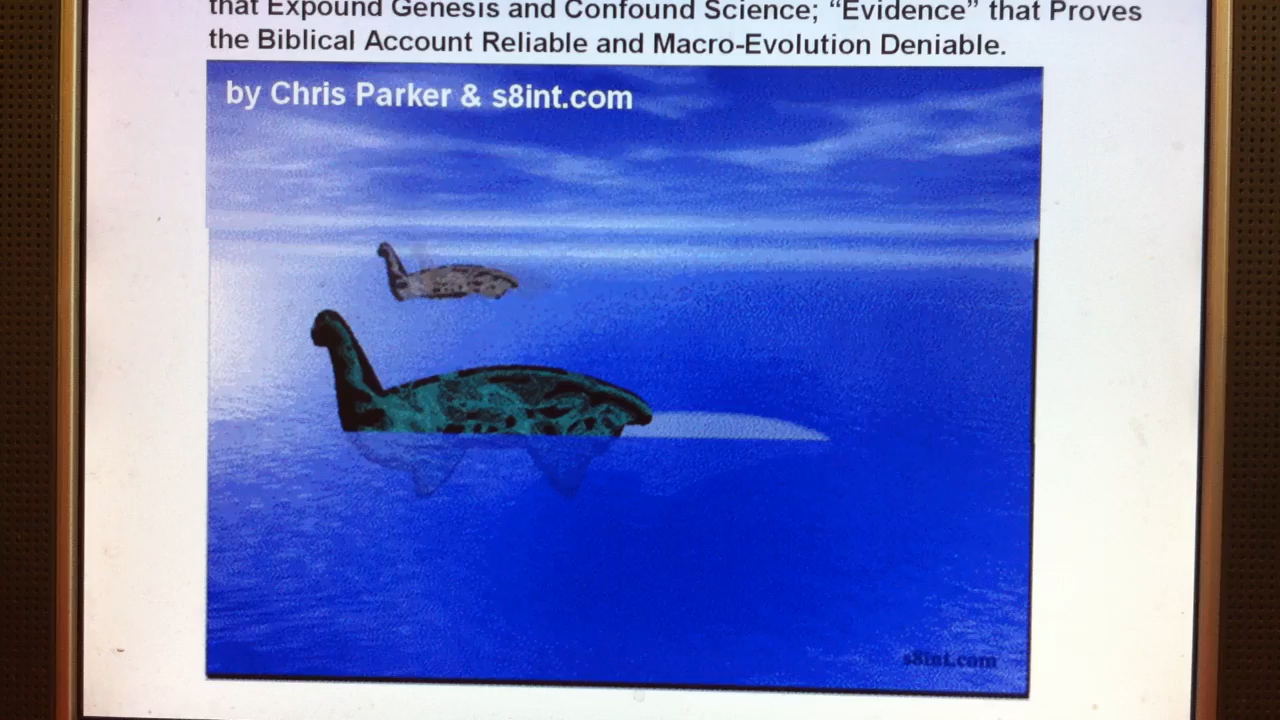 that Expound Genesis and Confound Science; “Evidence” that Proves
the Biblical Account Reliable and Macro-Evolution Deniable.
by Chris Parker & s8int.com
s8int.com